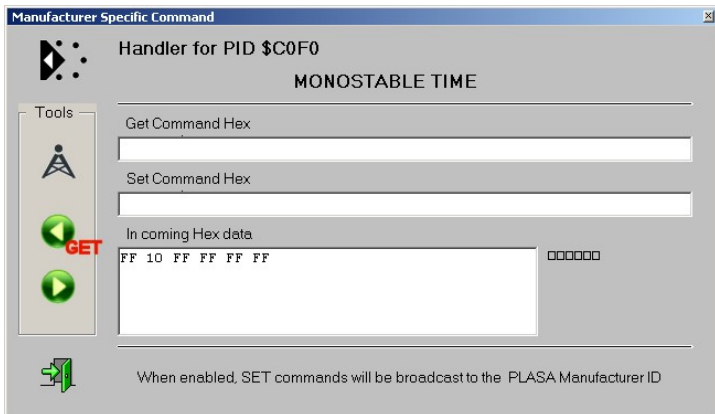 Manufacturer Specific Command
Handler for PID $C0F0
MONOSTABLE TIME
Tools
Get Command Hex
Set Command Hex
GET
In coming Hex data
FF 10 FF FF FF FF
□□□□□□
When enabled, SET commands will be broadcast to the PLASA Manufacturer ID